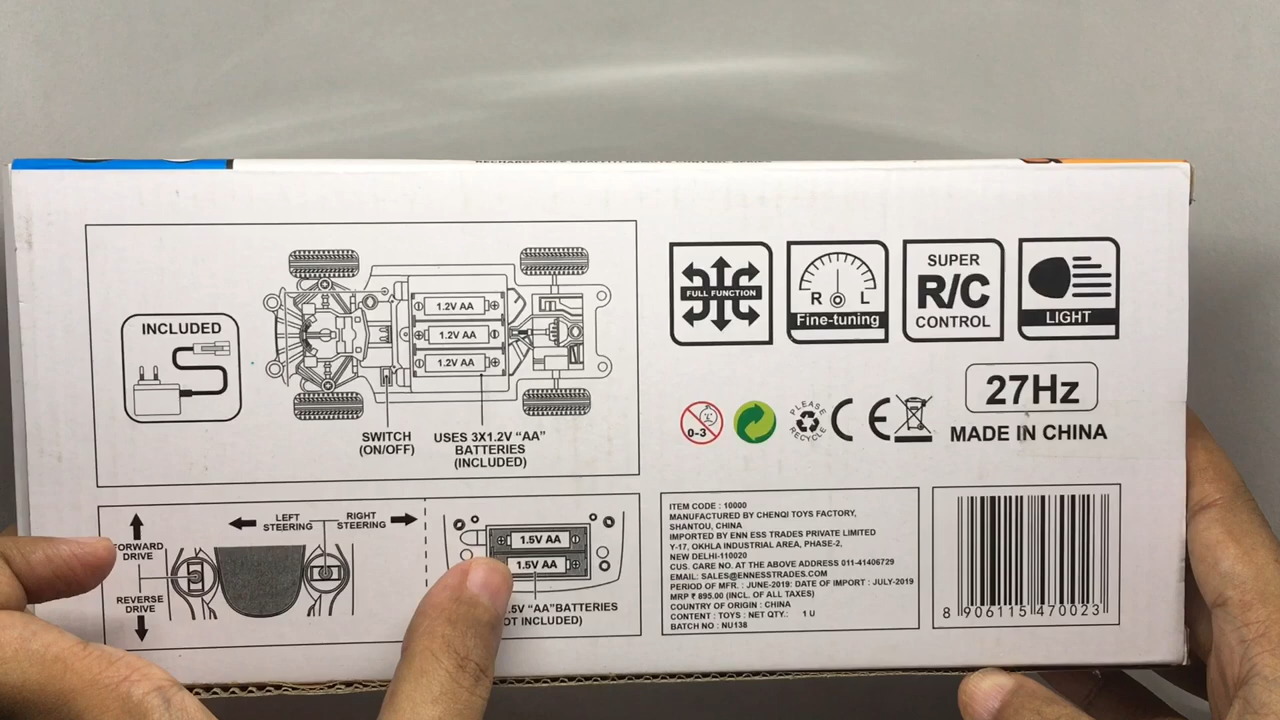 INCLUDED
1.2V AA
1.2V AA
1.2V AA
SWITCH
(ON/OFF)
USES 3X1.2V “AA”
BATTERIES
(INCLUDED)
FULL FUNCTION
R L
Fine-tuning
SUPER
R/C
CONTROL
LIGHT
0-3
PLEASE
RECYCLE
CE
27Hz
MADE IN CHINA
FORWARD
DRIVE
REVERSE
DRIVE
LEFT
STEERING
RIGHT
STEERING
1.5V AA
1.5V AA
“AA”BATTERIES
INCLUDED)
ITEM CODE : 10000
MANUFACTURED BY CHENQI TOYS FACTORY,
SHANTOU, CHINA
IMPORTED BY ENN ESS TRADES PRIVATE LIMITED
Y-17, OKHLA INDUSTRIAL AREA, PHASE-2,
NEW DELHI-110020
CUS. CARE NO. AT THE ABOVE ADDRESS 011-41406729
EMAIL: SALES@ENNESSTRADES.COM
PERIOD OF MFR. : JUNE-2019: DATE OF IMPORT : JULY-2019
MRP ₹ 895.00 (INCL. OF ALL TAXES)
COUNTRY OF ORIGIN : CHINA
CONTENT : TOYS : NET QTY.: 1 U
BATCH NO : NU138
8 906115 470023